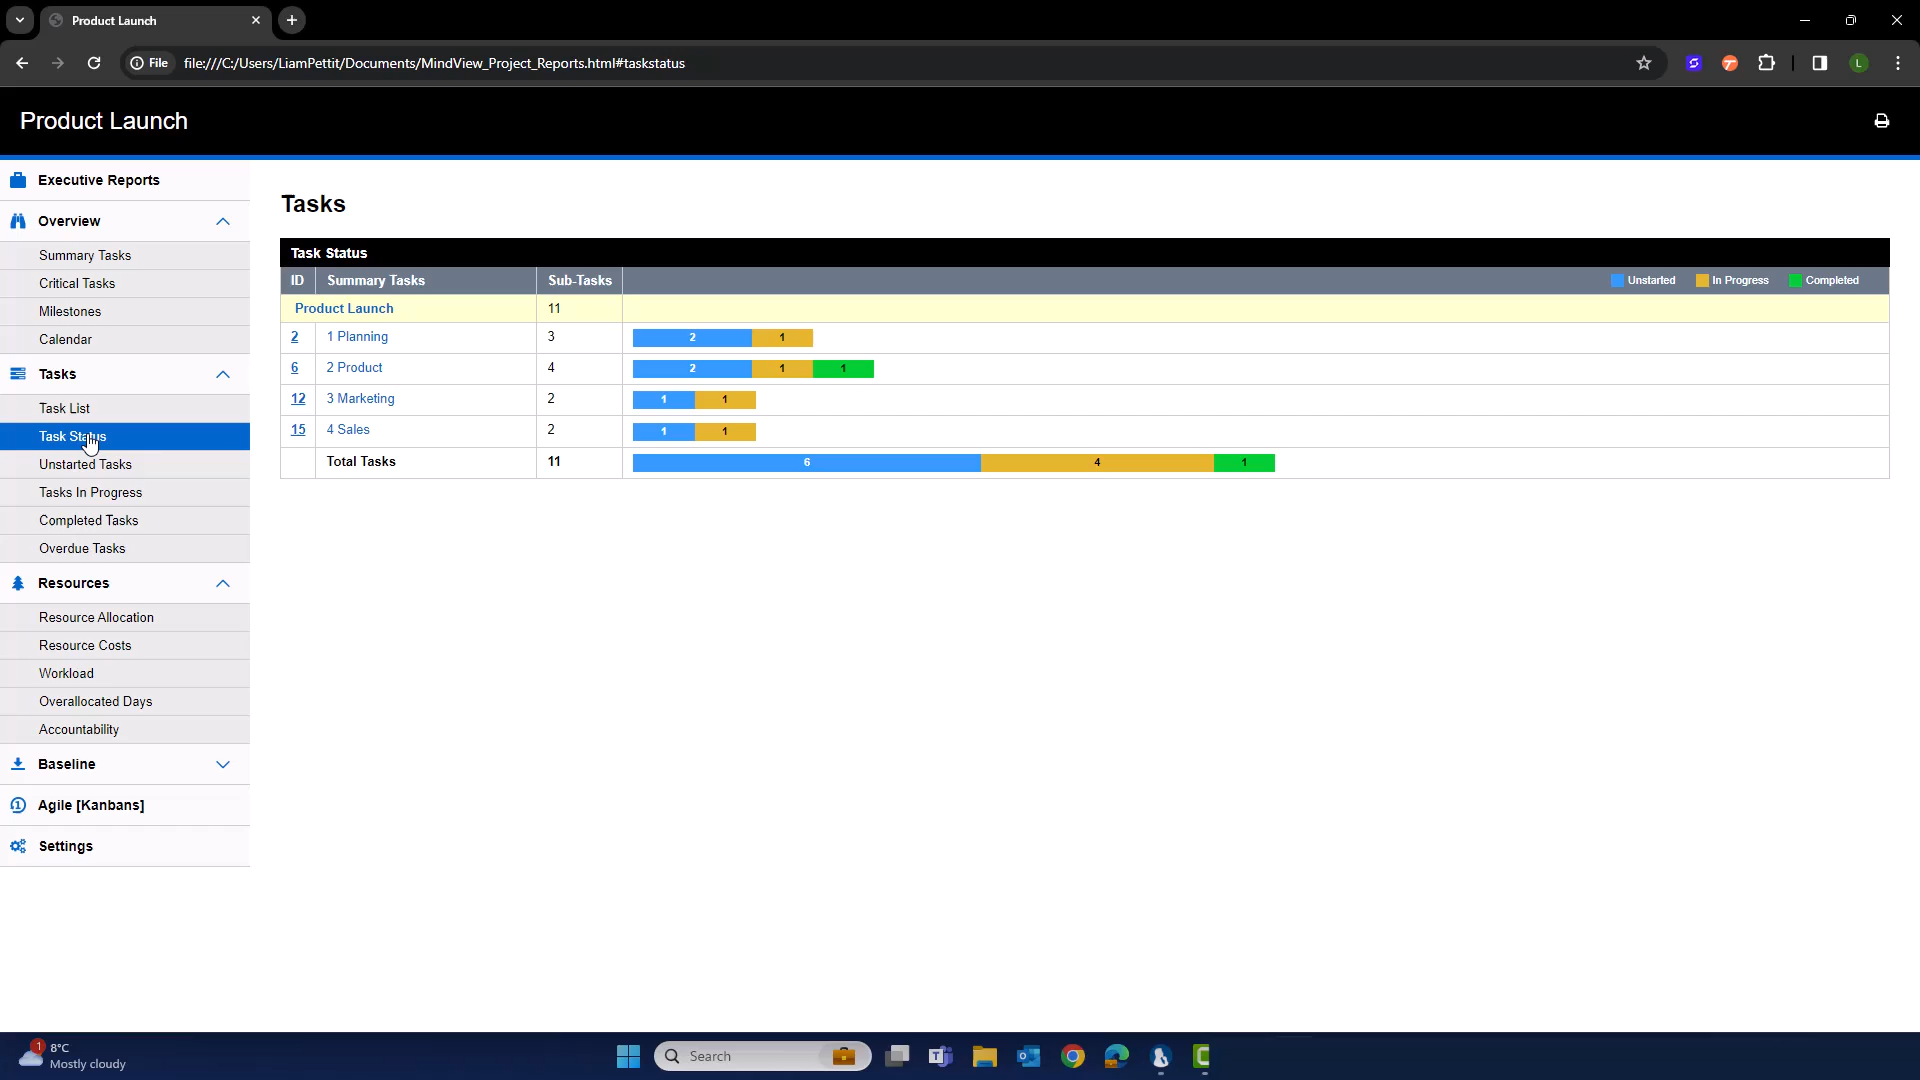 Product Launch
File
file:///C:/Users/LiamPettit/Documents/MindView_Project_Reports.html#taskstatus
L
Product Launch
Executive Reports
Overview
Summary Tasks
Critical Tasks
Milestones
Calendar
Tasks
Task List
Task Status
Unstarted Tasks
Tasks In Progress
Completed Tasks
Overdue Tasks
Resources
Resource Allocation
Resource Costs
Workload
Overallocated Days
Accountability
Baseline
Agile [Kanbans]
Settings
Tasks
Task Status
ID Summary Tasks Sub-Tasks Unstarted In Progress Completed
Product Launch 11
2 1 Planning 3 2 1
6 2 Product 4 2 1 1
12 3 Marketing 2 1 1
15 4 Sales 2 1 1
Total Tasks 11 6 4 1
1
8°C
Mostly cloudy
Search